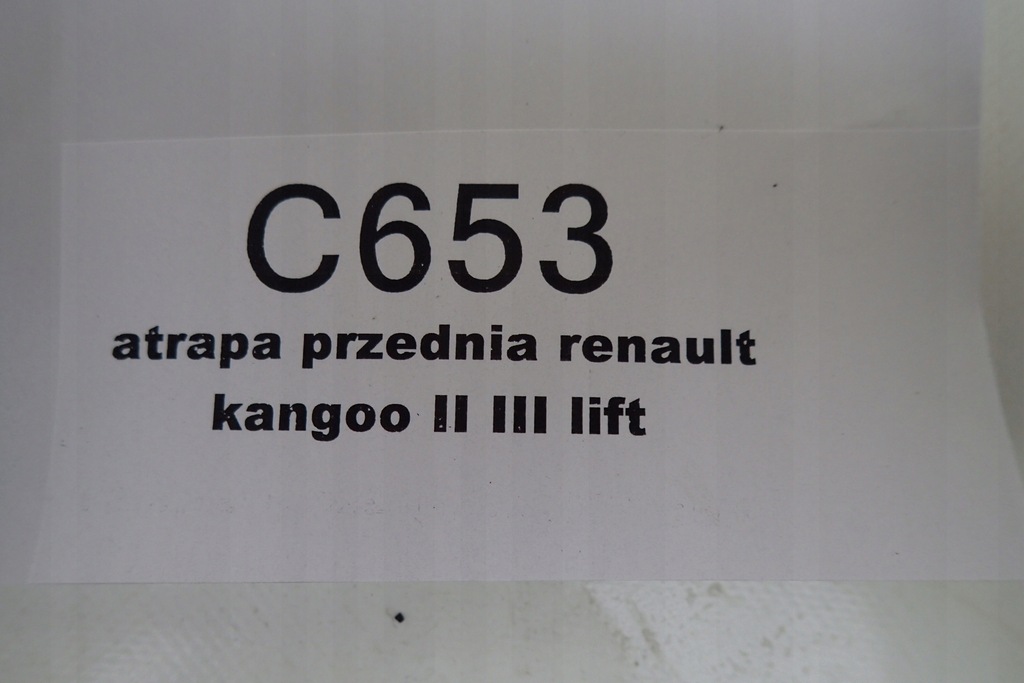 C653
atrapa przednia renault
kangoo II III lift